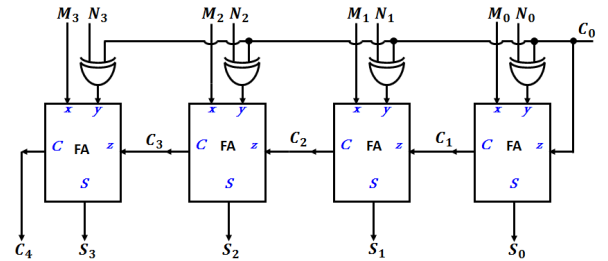 M₃ N₃ M₂ N₂ M₁ N₁ M₀ N₀ C₀
x y x y x y x y
C FA z C₃ C FA z C₂ C FA z C₁ C FA z
S S S S
C₄ S₃ S₂ S₁ S₀